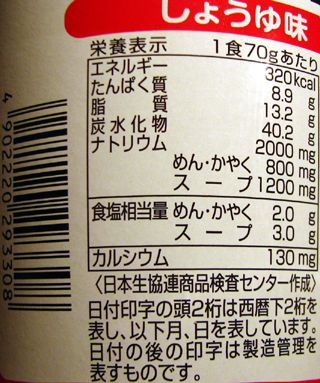 しょうゆ味
栄養表示 1食70gあたり
エネルギー 320kcal
たんぱく質 8.9 g
脂質 13.2 g
炭水化物 40.2 g
ナトリウム 2000 mg
めん・かやく 800 mg
スープ 1200 mg
食塩相当量 めん・かやく 2.0 g
スープ 3.0 g
カルシウム 130 mg
〈日本生協連商品検査センター作成〉
日付印字の頭2桁は西暦下2桁を
表し、以下月、日を表しています。
日付の後の印字は製造管理を
表すものです。
4 902220 293308